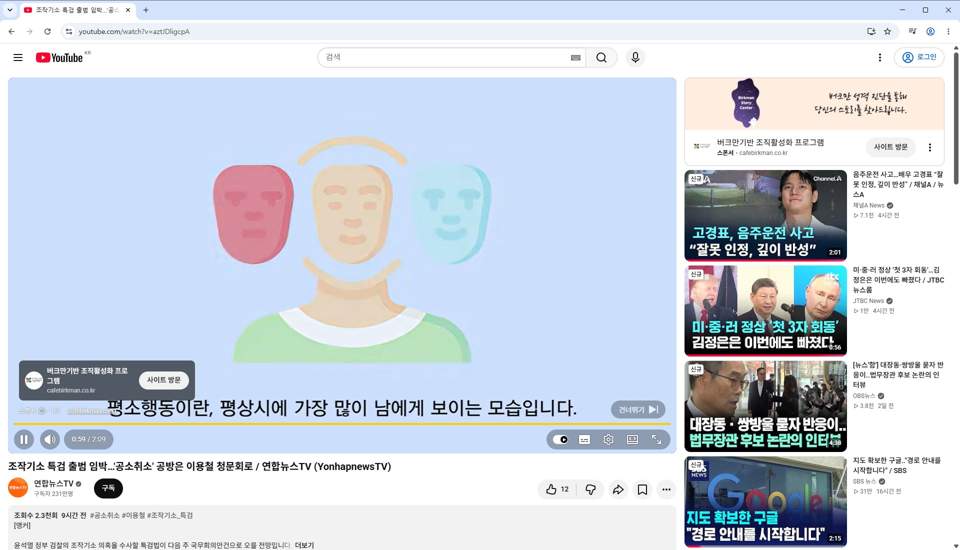 조작기소 특검 출범 임박...'공소
youtube.com/watch?v=aztJDligcpA
YouTube KR
검색
로그인
버크만기반 조직활성화 프로그램
cafebirkman.co.kr
사이트 방문
평소행동이란, 평상시에 가장 많이 남에게 보이는 모습입니다.
건너뛰기
0:59 / 2:09
조작기소 특검 출범 임박…'공소취소' 공방은 이용철 청문회로 / 연합뉴스TV (YonhapnewsTV)
연합뉴스TV
구독자 231만명
구독
12
조회수 2.3천회 9시간 전 #공소취소 #이용철 #조작기소_특검
[앵커]
윤석열 정부 검찰의 조작기소 의혹을 수사할 특검법이 다음 주 국무회의안건으로 오를 전망입니다. 더보기
Birkman
Story
Center
버크만 성격 진단을 통해
당신의 스토리를 찾아드립니다.
버크만기반 조직활성화 프로그램
스폰서 · cafebirkman.co.kr
사이트 방문
신규
Channel A
고경표, 음주운전 사고
“잘못 인정, 깊이 반성”
2:01
음주운전 사고…배우 고경표 “잘못 인정, 깊이 반성” / 채널A / 뉴스A
채널A News
7.1만 4시간 전
신규
jtbc
미·중·러 정상 '첫 3자 회동'
김정은은 이번에도 빠졌다
0:56
미·중·러 정상 '첫 3자 회동'…김정은은 이번에도 빠졌다 / JTBC 뉴스룸
JTBC News
1만 4시간 전
신규
대장동·쌍방울 묻자 반응이..
법무장관 후보 논란의 인터뷰
[뉴스'합'] 대장동·쌍방울 묻자 반응이..법무장관 후보 논란의 인터뷰
OBS뉴스
3.8만 2일 전
신규
SBS NEWS
Google
지도 확보한 구글
"경로 안내를 시작합니다"
2:15
지도 확보한 구글.."경로 안내를 시작합니다" / SBS
SBS 뉴스
31만 16시간 전